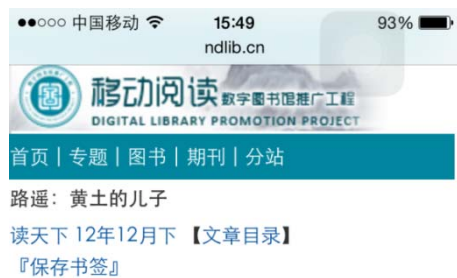 ●●○○○ 中国移动 15:49 93%
ndlib.cn
移动阅读 数字图书馆推广工程
DIGITAL LIBRARY PROMOTION PROJECT
首页 | 专题 | 图书 | 期刊 | 分站
路遥：黄土的儿子
读天下 12年12月下 【文章目录】
『保存书签』